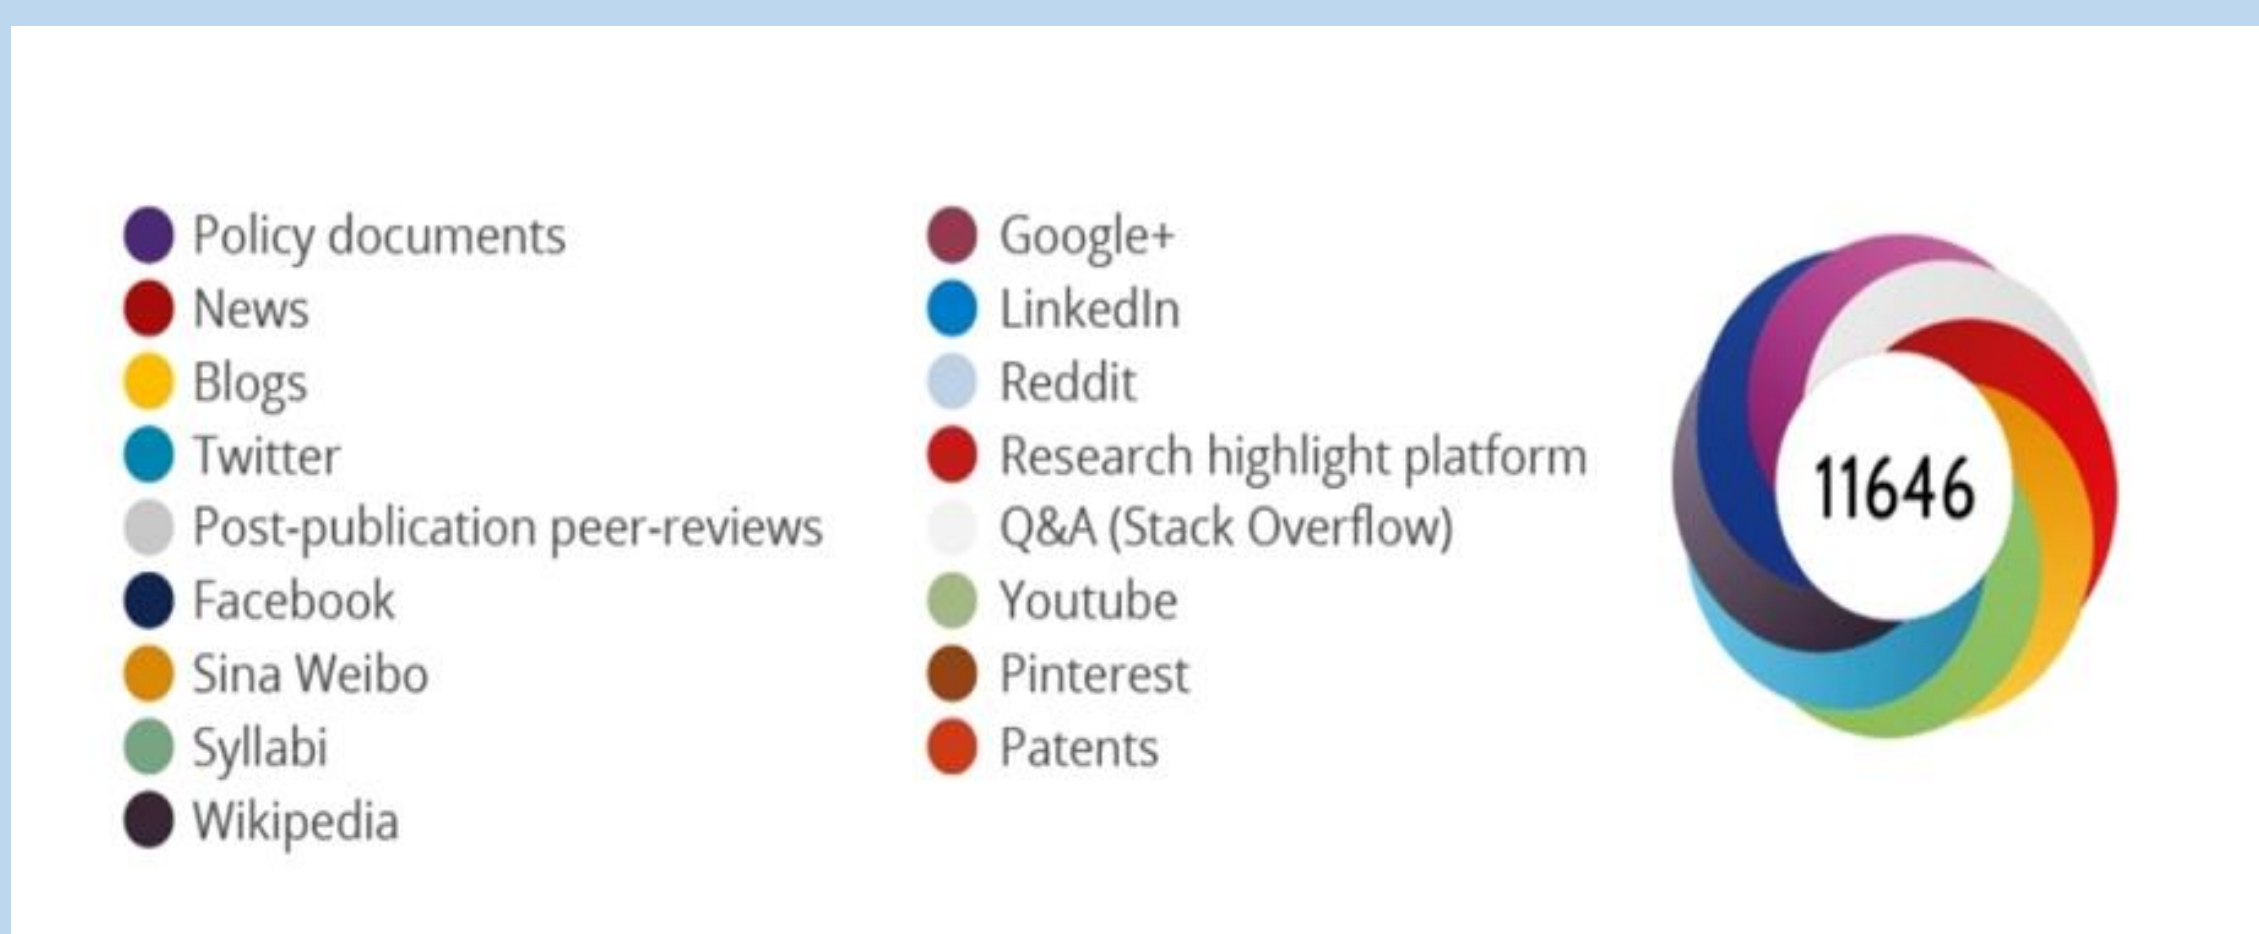 Policy documents
News
Blogs
Twitter
Post-publication peer-reviews
Facebook
Sina Weibo
Syllabi
Wikipedia
Google+
LinkedIn
Reddit
Research highlight platform
Q&A (Stack Overflow)
Youtube
Pinterest
Patents
11646